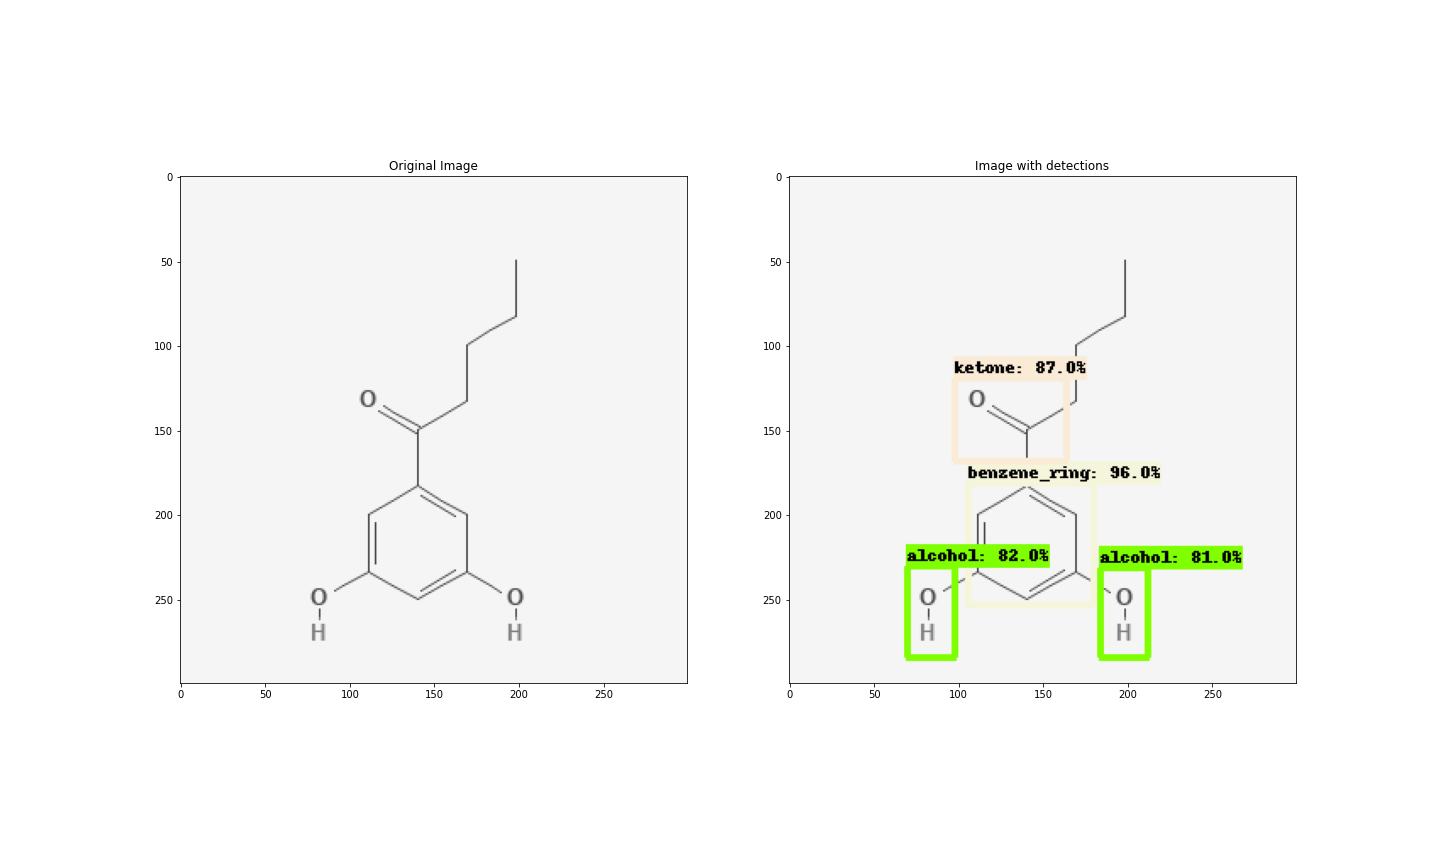 Original Image
0
50
100
150
200
250
0 50 100 150 200 250
O
O
H
O
H
Image with detections
0
50
100
150
200
250
0 50 100 150 200 250
ketone: 87.0%
O
benzene_ring: 96.0%
alcohol: 82.0%
alcohol: 81.0%
O
H
O
H